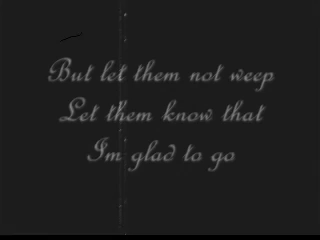 But let them not weep
Let them know that
I'm glad to go